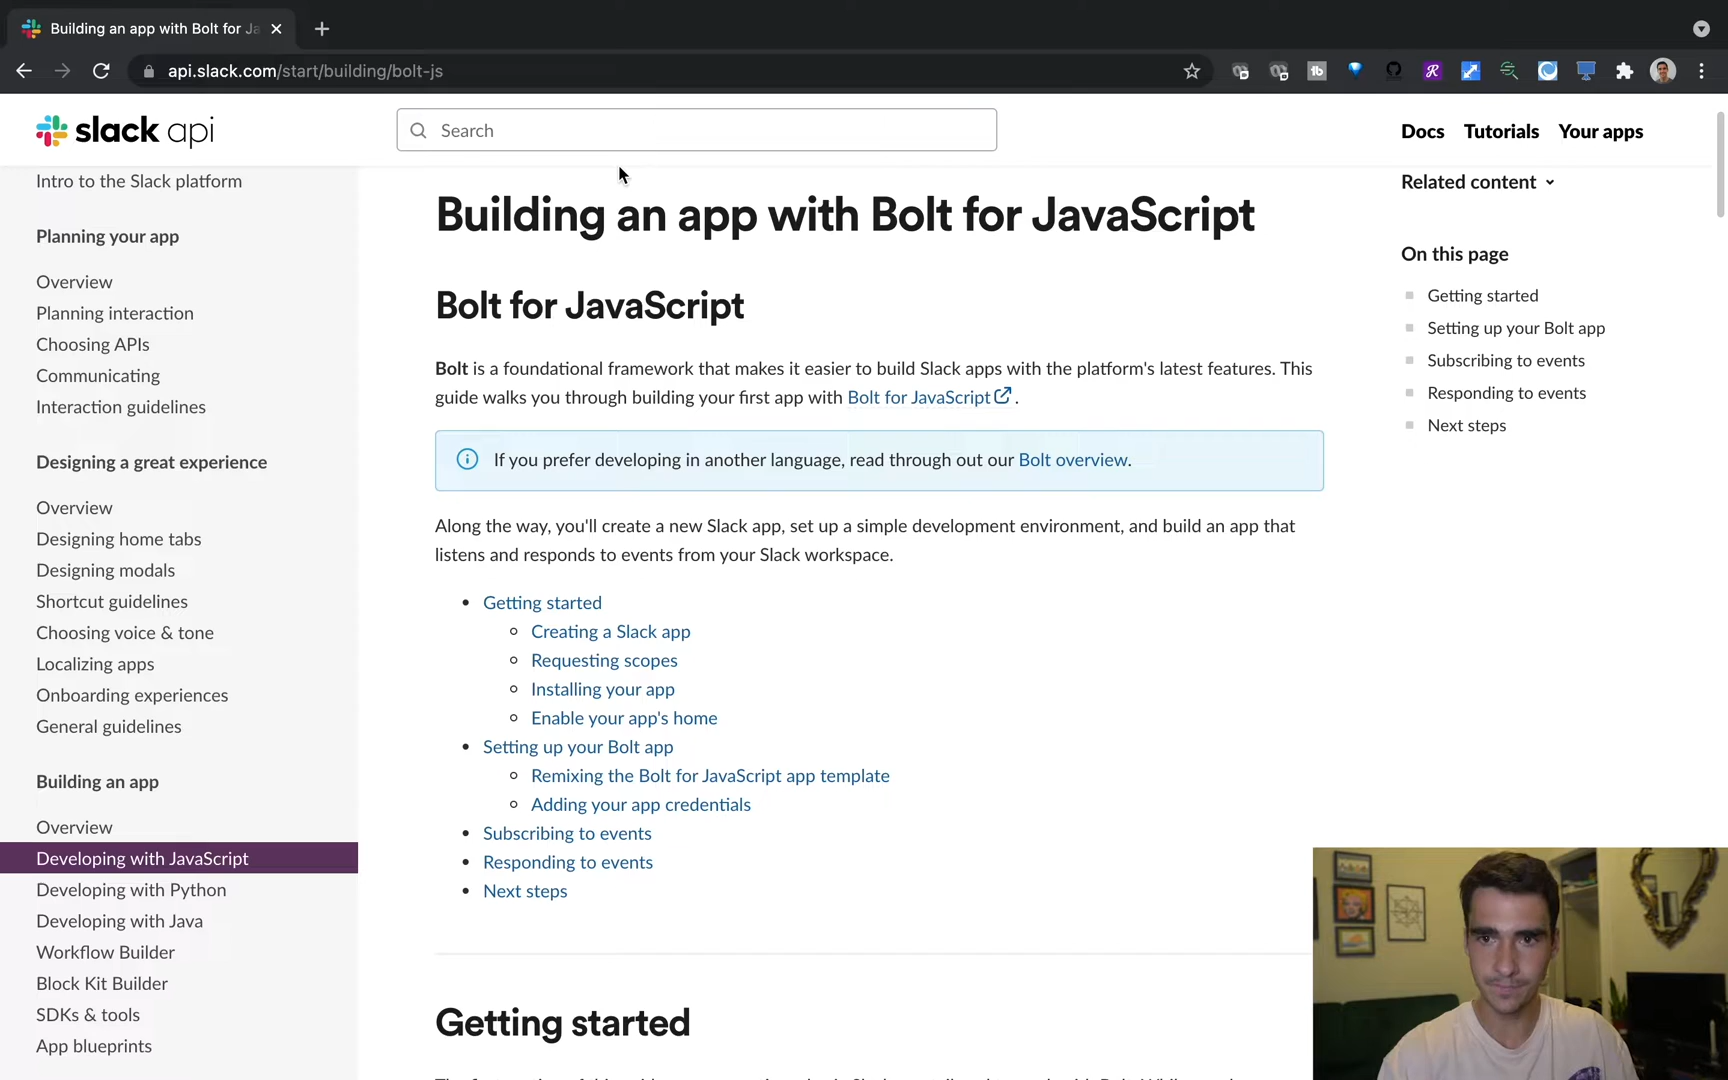 Building an app with Bolt for Ja
api.slack.com/start/building/bolt-js
slack api
Search
Docs
Tutorials
Your apps
Intro to the Slack platform
Planning your app
Overview
Planning interaction
Choosing APIs
Communicating
Interaction guidelines
Designing a great experience
Overview
Designing home tabs
Designing modals
Shortcut guidelines
Choosing voice & tone
Localizing apps
Onboarding experiences
General guidelines
Building an app
Overview
Developing with JavaScript
Developing with Python
Developing with Java
Workflow Builder
Block Kit Builder
SDKs & tools
App blueprints
Building an app with Bolt for JavaScript
Bolt for JavaScript
Bolt is a foundational framework that makes it easier to build Slack apps with the platform's latest features. This
guide walks you through building your first app with Bolt for JavaScript.
If you prefer developing in another language, read through out our Bolt overview.
Along the way, you'll create a new Slack app, set up a simple development environment, and build an app that
listens and responds to events from your Slack workspace.
Getting started
Creating a Slack app
Requesting scopes
Installing your app
Enable your app's home
Setting up your Bolt app
Remixing the Bolt for JavaScript app template
Adding your app credentials
Subscribing to events
Responding to events
Next steps
Getting started
Related content
On this page
Getting started
Setting up your Bolt app
Subscribing to events
Responding to events
Next steps